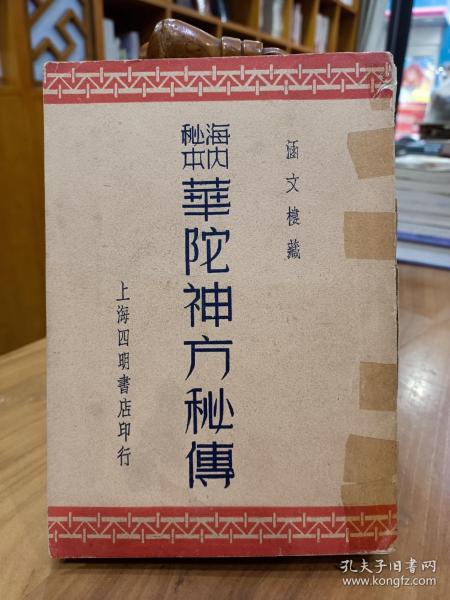 涵文樓藏
海内
秘本
華陀神方秘傳
上海四明書店印行
孔夫子旧书网
www.kongfz.com